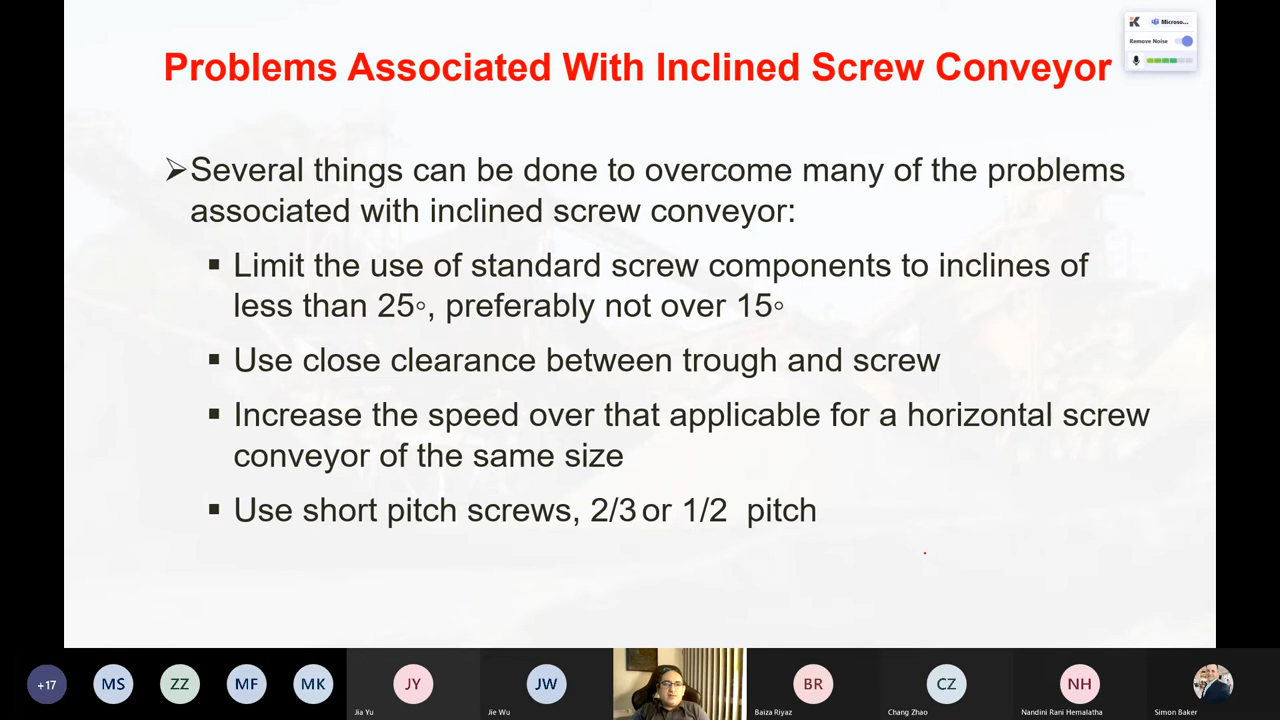 Microso...
Remove Noise
Problems Associated With Inclined Screw Conveyor
➢Several things can be done to overcome many of the problems
associated with inclined screw conveyor:
▪ Limit the use of standard screw components to inclines of
less than 25◦, preferably not over 15◦
▪ Use close clearance between trough and screw
▪ Increase the speed over that applicable for a horizontal screw
conveyor of the same size
▪ Use short pitch screws, 2/3 or 1/2 pitch
+17 MS ZZ MF MK JY JW BR CZ NH
Jia Yu Jie Wu Baiza Riyaz Chang Zhao Nandini Rani Hemalatha Simon Baker